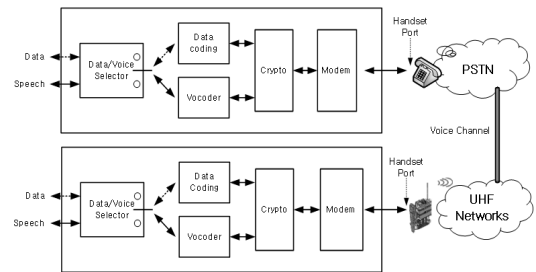 Handset
Port
Data
Speech
Data/Voice
Selector
Data
coding
Vocoder
Crypto
Modem
PSTN
Voice Channel
Handset
Port
Data
Speech
Data/Voice
Selector
Data
Coding
Vocoder
Crypto
Modem
UHF
Networks